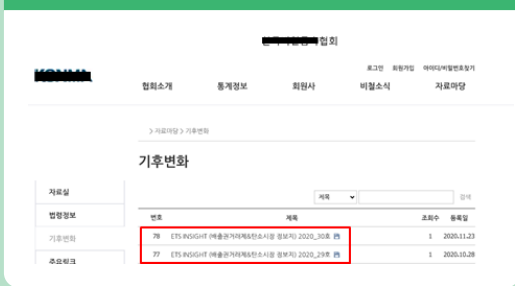 협회
로그인 회원가입 아이디/비밀번호찾기
협회소개 통계정보 회원사 비철소식 자료마당
> 자료마당 > 기후변화
기후변화
자료실
제목 검색
법령정보
번호 제목 조회수 등록일
기후변화
78 ETS INSIGHT (배출권거래제&탄소시장 정보지) 2020_30호 1 2020.11.23
77 ETS INSIGHT (배출권거래제&탄소시장 정보지) 2020_29호 1 2020.10.28
주요링크